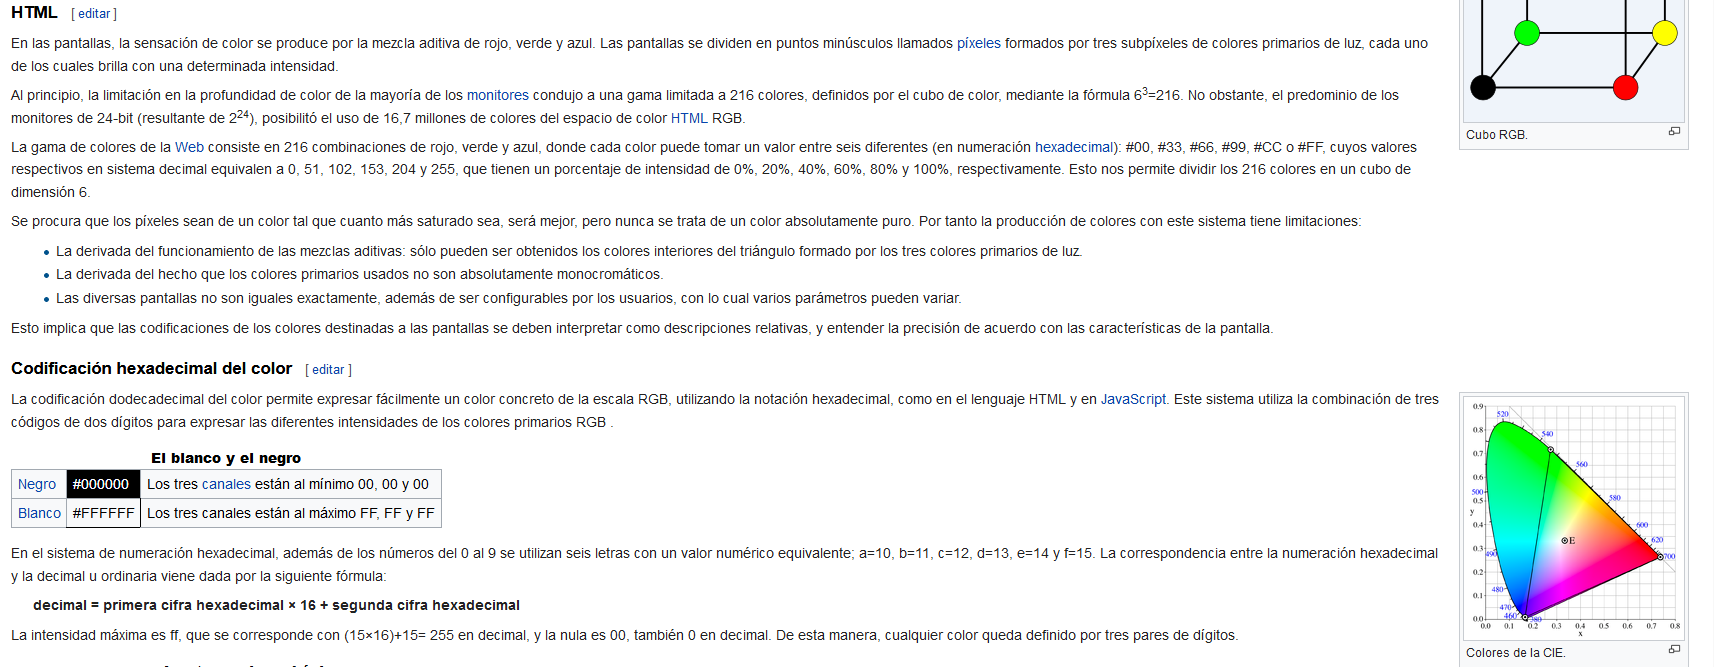 HTML [ editar ]
En las pantallas, la sensación de color se produce por la mezcla aditiva de rojo, verde y azul. Las pantallas se dividen en puntos minúsculos llamados píxeles formados por tres subpíxeles de colores primarios de luz, cada uno
de los cuales brilla con una determinada intensidad.
Al principio, la limitación en la profundidad de color de la mayoría de los monitores condujo a una gama limitada a 216 colores, definidos por el cubo de color, mediante la fórmula 6³=216. No obstante, el predominio de los
monitores de 24-bit (resultante de 2²⁴), posibilitó el uso de 16,7 millones de colores del espacio de color HTML RGB.
La gama de colores de la Web consiste en 216 combinaciones de rojo, verde y azul, donde cada color puede tomar un valor entre seis diferentes (en numeración hexadecimal): #00, #33, #66, #99, #CC o #FF, cuyos valores
respectivos en sistema decimal equivalen a 0, 51, 102, 153, 204 y 255, que tienen un porcentaje de intensidad de 0%, 20%, 40%, 60%, 80% y 100%, respectivamente. Esto nos permite dividir los 216 colores en un cubo de
dimensión 6.
Se procura que los píxeles sean de un color tal que cuanto más saturado sea, será mejor, pero nunca se trata de un color absolutamente puro. Por tanto la producción de colores con este sistema tiene limitaciones:
• La derivada del funcionamiento de las mezclas aditivas: sólo pueden ser obtenidos los colores interiores del triángulo formado por los tres colores primarios de luz.
• La derivada del hecho que los colores primarios usados no son absolutamente monocromáticos.
• Las diversas pantallas no son iguales exactamente, además de ser configurables por los usuarios, con lo cual varios parámetros pueden variar.
Esto implica que las codificaciones de los colores destinadas a las pantallas se deben interpretar como descripciones relativas, y entender la precisión de acuerdo con las características de la pantalla.
Cubo RGB.
Codificación hexadecimal del color [ editar ]
La codificación dodecadecimal del color permite expresar fácilmente un color concreto de la escala RGB, utilizando la notación hexadecimal, como en el lenguaje HTML y en JavaScript. Este sistema utiliza la combinación de tres
códigos de dos dígitos para expresar las diferentes intensidades de los colores primarios RGB .
El blanco y el negro
Negro #000000 Los tres canales están al mínimo 00, 00 y 00
Blanco #FFFFFF Los tres canales están al máximo FF, FF y FF
En el sistema de numeración hexadecimal, además de los números del 0 al 9 se utilizan seis letras con un valor numérico equivalente; a=10, b=11, c=12, d=13, e=14 y f=15. La correspondencia entre la numeración hexadecimal
y la decimal u ordinaria viene dada por la siguiente fórmula:
decimal = primera cifra hexadecimal × 16 + segunda cifra hexadecimal
La intensidad máxima es ff, que se corresponde con (15×16)+15= 255 en decimal, y la nula es 00, también 0 en decimal. De esta manera, cualquier color queda definido por tres pares de dígitos.
0.9
520
0.8
540
0.7
560
0.6
580
500
0.5
y
600
0.4
E
620
0.3
490
700
0.2
480
0.1
470
460
0.0
380
0.0 0.1 0.2 0.3 0.4 0.5 0.6 0.7 0.8
x
Colores de la CIE.